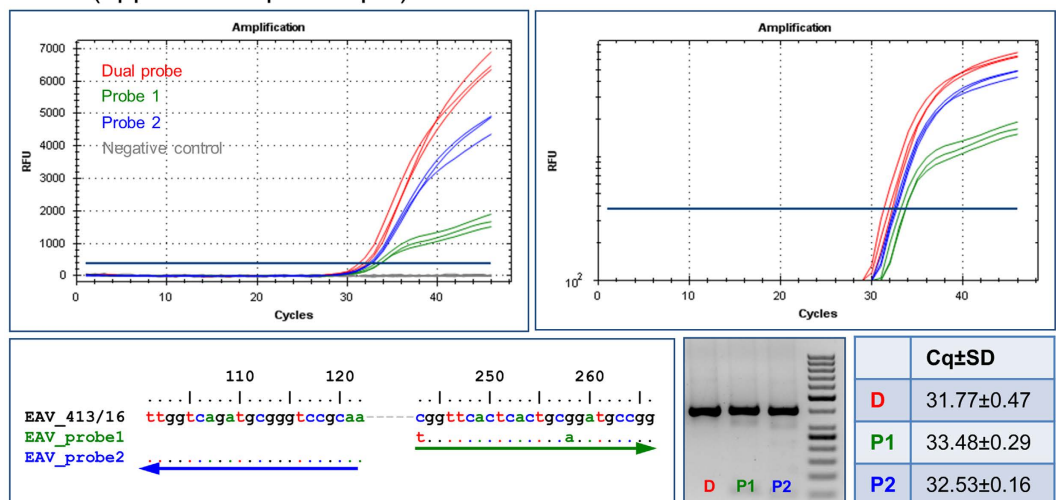 Amplification
7000
6000
5000
4000
3000
2000
1000
0
RFU
Dual probe
Probe 1
Probe 2
Negative control
0 10 20 30 40
Cycles
Amplification
RFU
10²
0 10 20 30 40
Cycles
110 120 250 260
EAV_413/16 ttggtcagatgcgggtccgcaa cggttcactcactgcggatgccgg
EAV_probe1 t..............a........
EAV_probe2 ......................
D P1 P2
Cq±SD
D 31.77±0.47
P1 33.48±0.29
P2 32.53±0.16